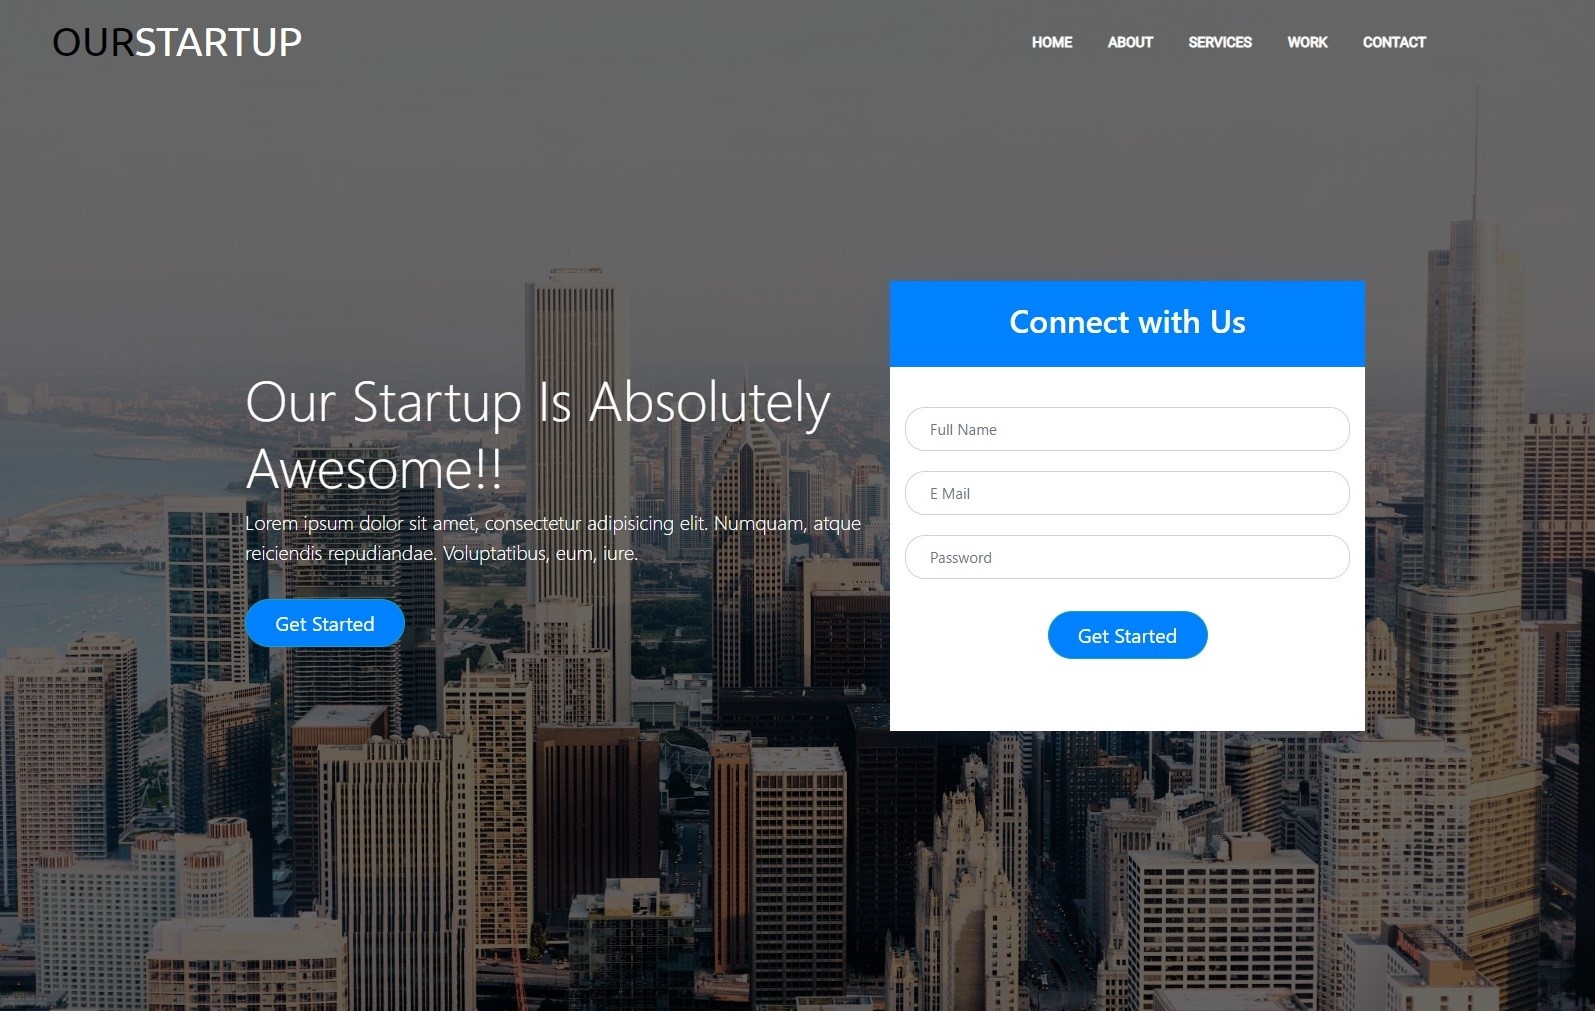 OURSTARTUP
HOME ABOUT SERVICES WORK CONTACT
Our Startup Is Absolutely
Awesome!!
Lorem ipsum dolor sit amet, consectetur adipisicing elit. Numquam, atque
reiciendis repudiandae. Voluptatibus, eum, iure.
Get Started
Connect with Us
Full Name
E Mail
Password
Get Started